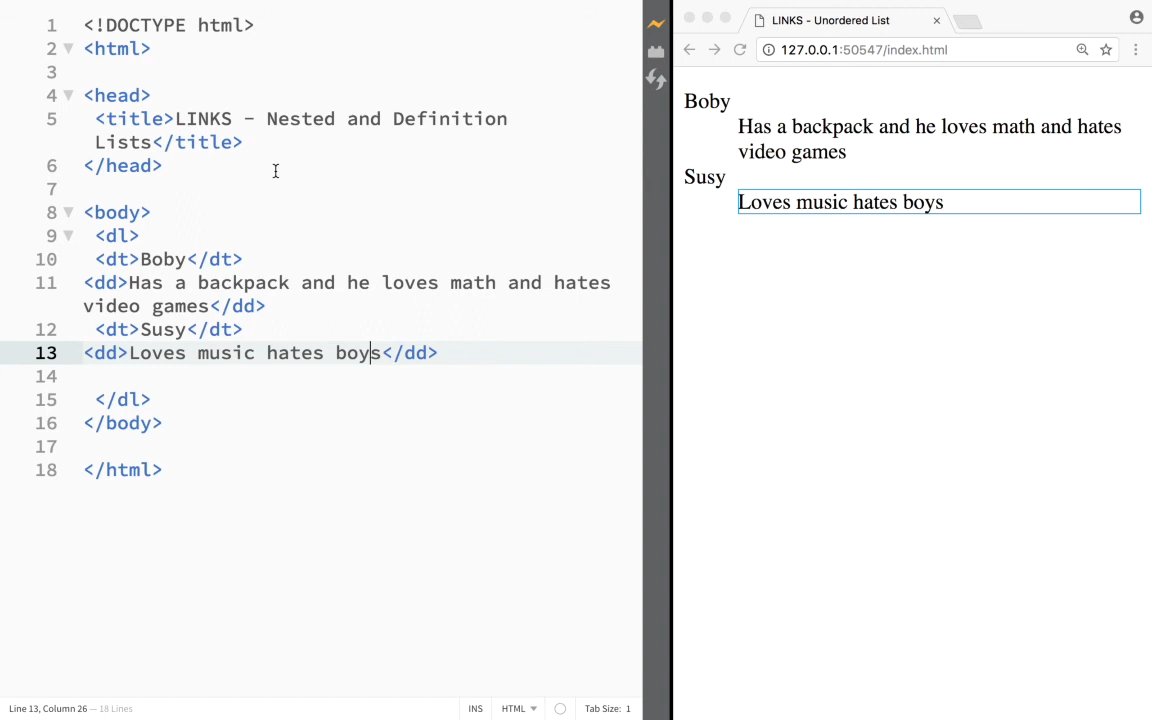 1 <!DOCTYPE html>
2 <html>
3
4 <head>
5 <title>LINKS - Nested and Definition
Lists</title>
6 </head>
7
8 <body>
9 <dl>
10 <dt>Boby</dt>
11 <dd>Has a backpack and he loves math and hates
video games</dd>
12 <dt>Susy</dt>
13 <dd>Loves music hates boys</dd>
14
15 </dl>
16 </body>
17
18 </html>
Line 13, Column 26 — 18 Lines
INS HTML Tab Size: 1
LINKS - Unordered List
127.0.0.1:50547/index.html
Boby
Has a backpack and he loves math and hates
video games
Susy
Loves music hates boys